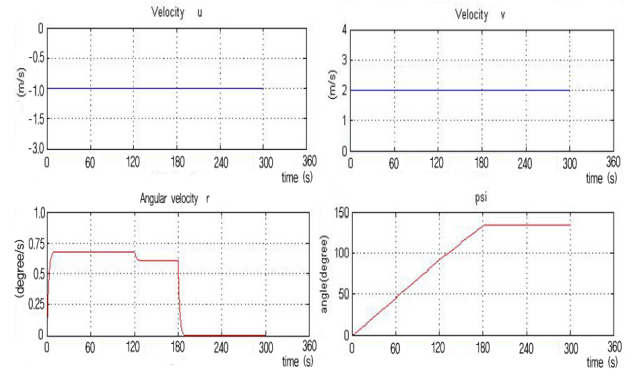 Velocity u
0
-0.5
-1.0
-1.5
-3.0
(m/s)
0 60 120 180 240 300 360
time (s)
Velocity v
4
3
2
1
0
(m/s)
0 60 120 180 240 300 360
time (s)
Angular velocity r
1.0
0.75
0.5
0.25
0
(degree/s)
0 60 120 180 240 300 360
time (s)
psi
150
100
50
0
angle(degree)
0 60 120 180 240 300 360
time (s)